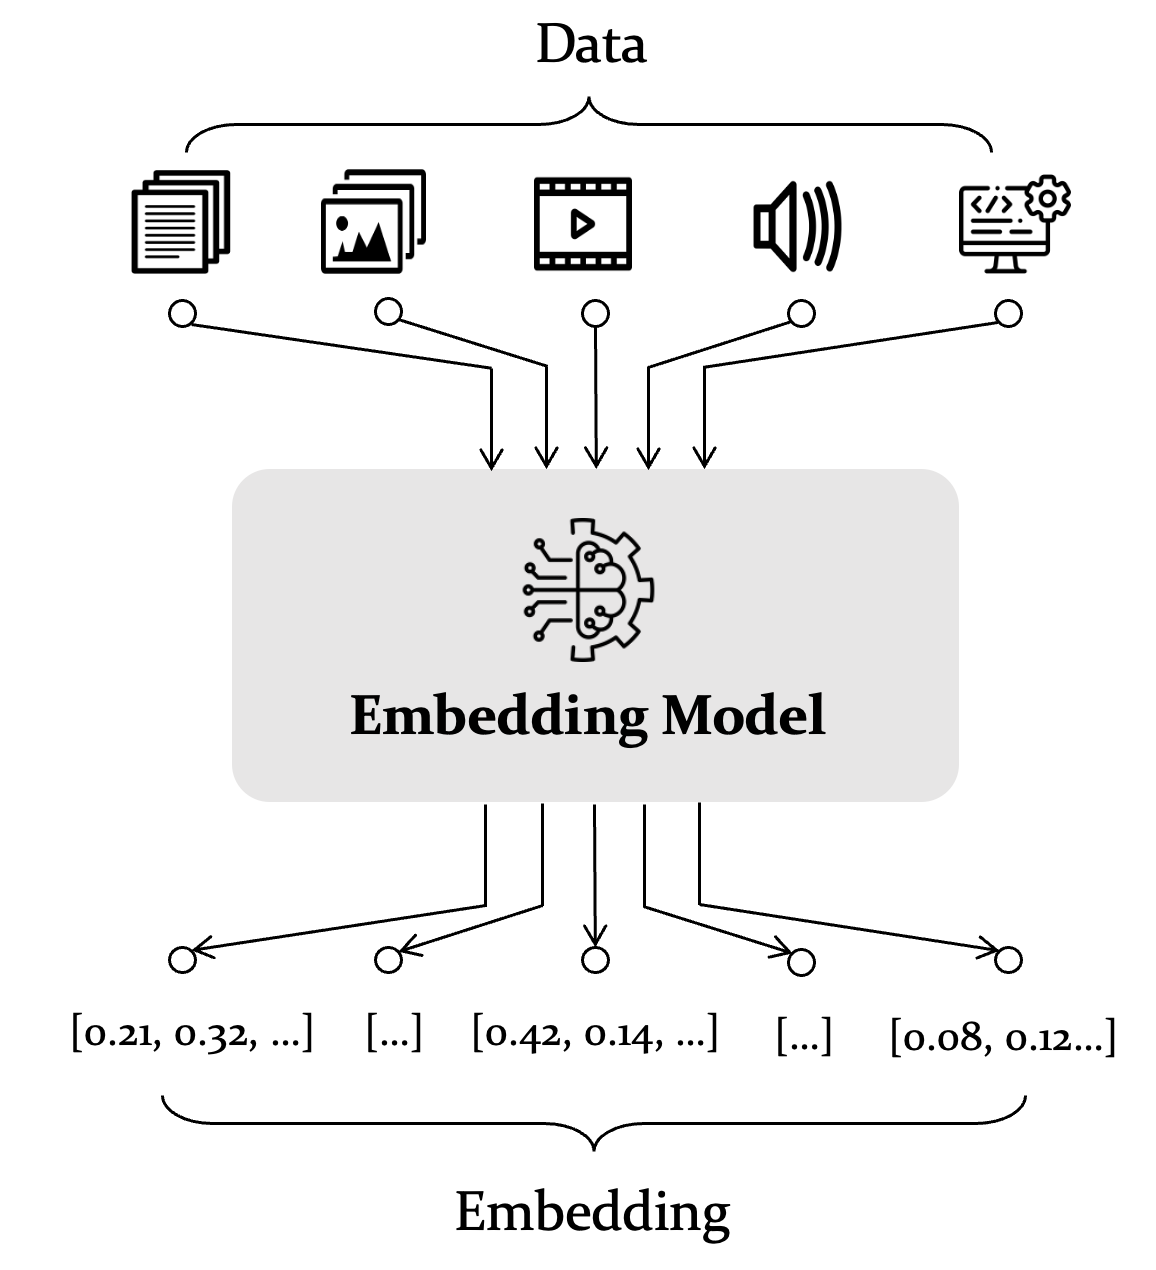 Data
</>
Embedding Model
[0.21, 0.32, ...] [...] [0.42, 0.14, ...] [...] [0.08, 0.12...]
Embedding